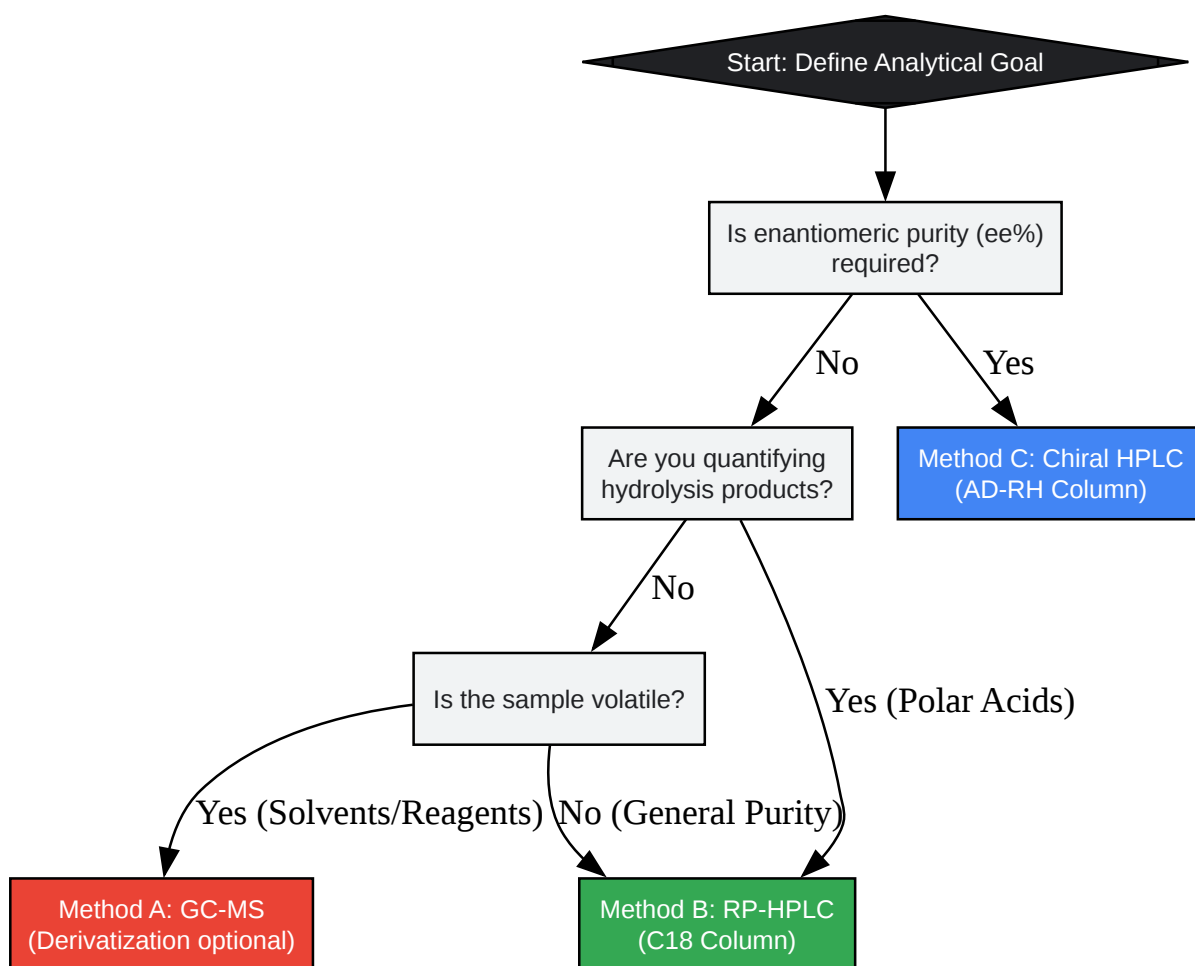 Start: Define Analytical Goal
Is enantiomeric purity (ee%)
required?
No
Yes
Are you quantifying
hydrolysis products?
Method C: Chiral HPLC
(AD-RH Column)
No
Is the sample volatile?
Yes (Polar Acids)
Yes (Solvents/Reagents)
No (General Purity)
Method A: GC-MS
(Derivatization optional)
Method B: RP-HPLC
(C18 Column)